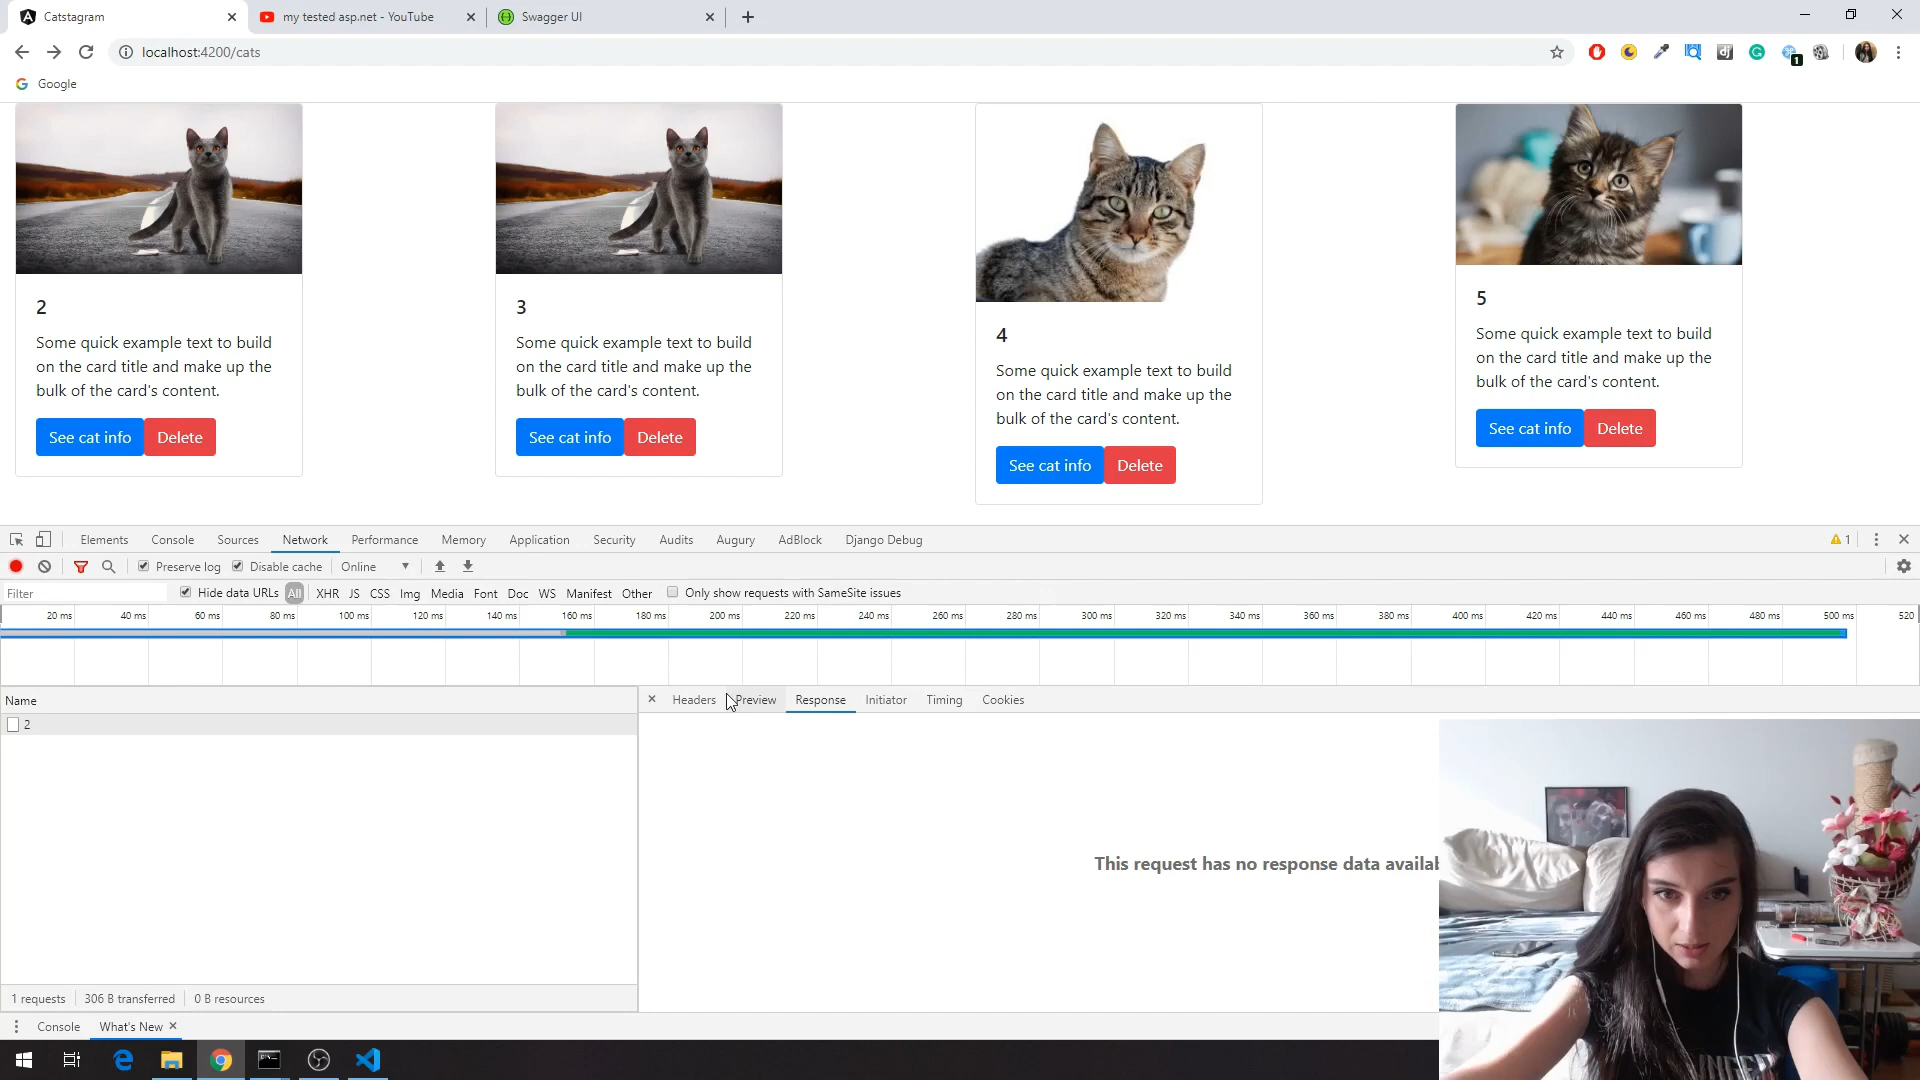 Catstagram
my tested asp.net - YouTube
Swagger UI
localhost:4200/cats
1
Google
2
Some quick example text to build
on the card title and make up the
bulk of the card's content.
See cat info
Delete
3
Some quick example text to build
on the card title and make up the
bulk of the card's content.
See cat info
Delete
4
Some quick example text to build
on the card title and make up the
bulk of the card's content.
See cat info
Delete
5
Some quick example text to build
on the card title and make up the
bulk of the card's content.
See cat info
Delete
Elements Console Sources Network Performance Memory Application Security Audits Augury AdBlock Django Debug 1
Preserve log Disable cache Online
Filter Hide data URLs All XHR JS CSS Img Media Font Doc WS Manifest Other Only show requests with SameSite issues
20 ms 40 ms 60 ms 80 ms 100 ms 120 ms 140 ms 160 ms 180 ms 200 ms 220 ms 240 ms 260 ms 280 ms 300 ms 320 ms 340 ms 360 ms 380 ms 400 ms 420 ms 440 ms 460 ms 480 ms 500 ms 520
Name
Headers Preview Response Initiator Timing Cookies
2
This request has no response data availab
1 requests 306 B transferred 0 B resources
Console What's New